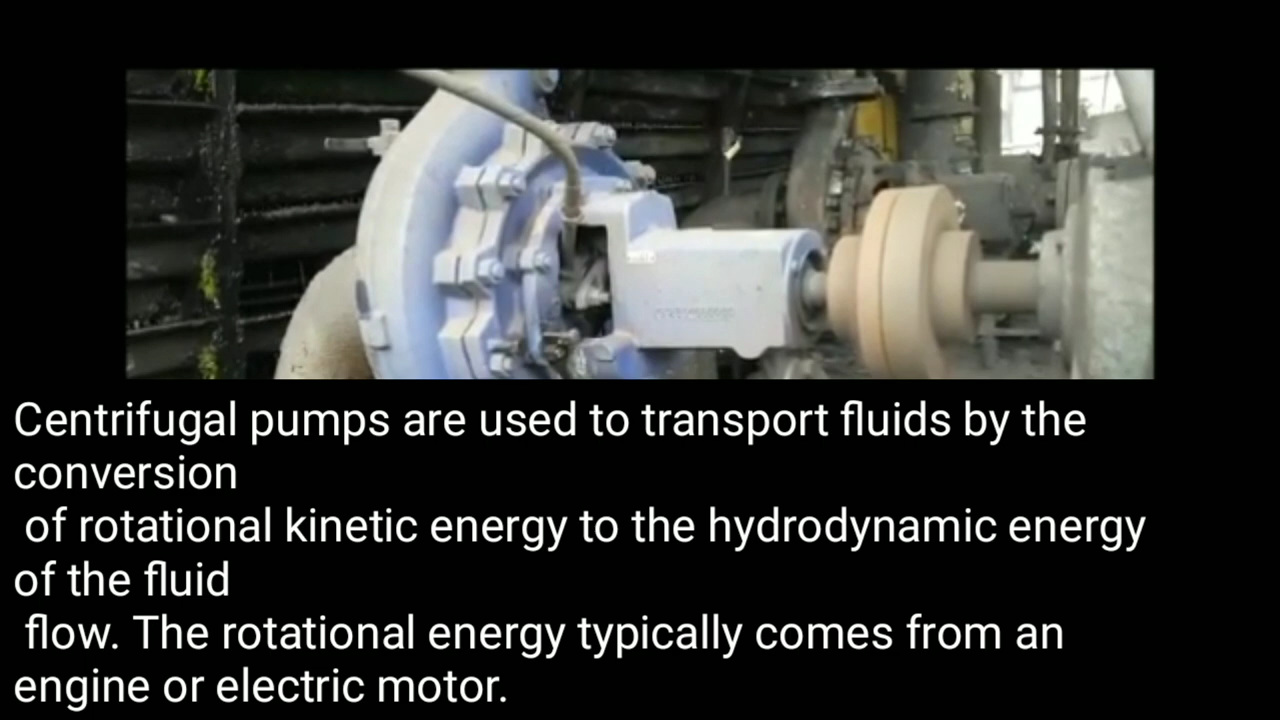 Centrifugal pumps are used to transport fluids by the
conversion
of rotational kinetic energy to the hydrodynamic energy
of the fluid
flow. The rotational energy typically comes from an
engine or electric motor.